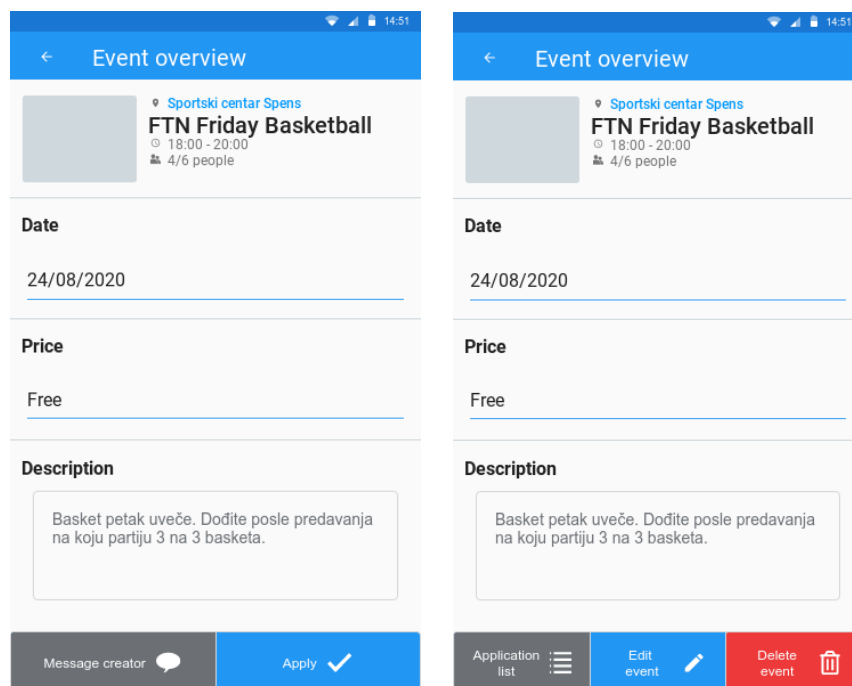 14:51
Event overview
Sportski centar Spens
FTN Friday Basketball
18:00 - 20:00
4/6 people
Date
24/08/2020
Price
Free
Description
Basket petak uveče. Dođite posle predavanja
na koju partiju 3 na 3 basketa.
Message creator
Apply
14:51
Event overview
Sportski centar Spens
FTN Friday Basketball
18:00 - 20:00
4/6 people
Date
24/08/2020
Price
Free
Description
Basket petak uveče. Dođite posle predavanja
na koju partiju 3 na 3 basketa.
Application
list
Edit
event
Delete
event